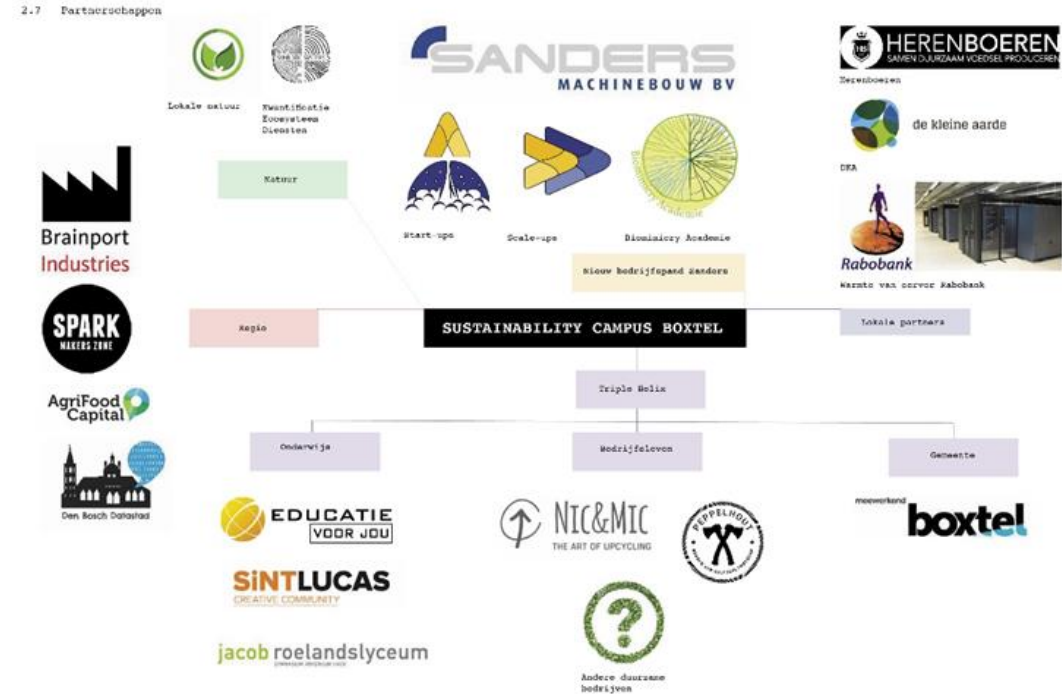 2.7 Partnerschappen
Lokale natuur
Kwantificatie
Ecosysteem
Diensten
Natuur
SANDERS
MACHINEBOUW BV
Start-ups
Scale-ups
Biomimicry Academie
Biomimicry Academie
Nieuw bedrijfspand Sanders
HERENBOEREN
SAMEN DUURZAAM VOEDSEL PRODUCEREN
Herenboeren
de kleine aarde
DKA
Rabobank
Warmte van server Rabobank
Brainport
Industries
SPARK
MAKERS ZONE
AgriFood
Capital
Den Bosch Datastad
Regio
SUSTAINABILITY CAMPUS BOXTEL
Lokale partners
Triple Helix
Onderwijs
Bedrijfsleven
Gemeente
EDUCATIE
VOOR JOU
SiNTLUCAS
CREATIVE COMMUNITY
jacob roelandslyceum
NIC&MIC
THE ART OF UPCYCLING
PEPPELHOUT
?
Andere duurzame
bedrijven
meewerkend
boxtel